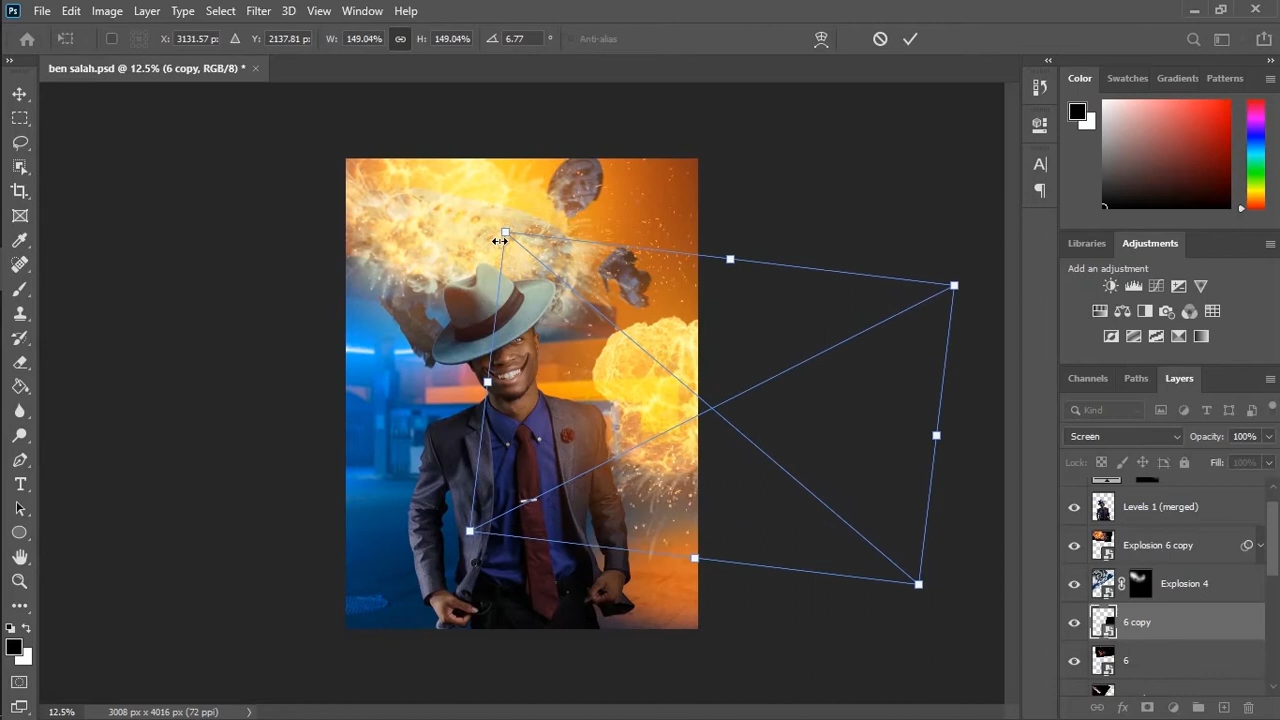 Ps File Edit Image Layer Type Select Filter 3D View Window Help
X: 3131.57 px Y: 2137.81 px W: 149.04% H: 149.04% 6.77 ° Anti-alias
ben salah.psd @ 12.5% (6 copy, RGB/8) * ×
Color Swatches Gradients Patterns
Libraries Adjustments
Add an adjustment
Channels Paths Layers
Kind
Screen Opacity: 100%
Lock: Fill: 100%
Levels 1 (merged)
Explosion 6 copy
Explosion 4
6 copy
6
12.5% 3008 px x 4016 px (72 ppi)